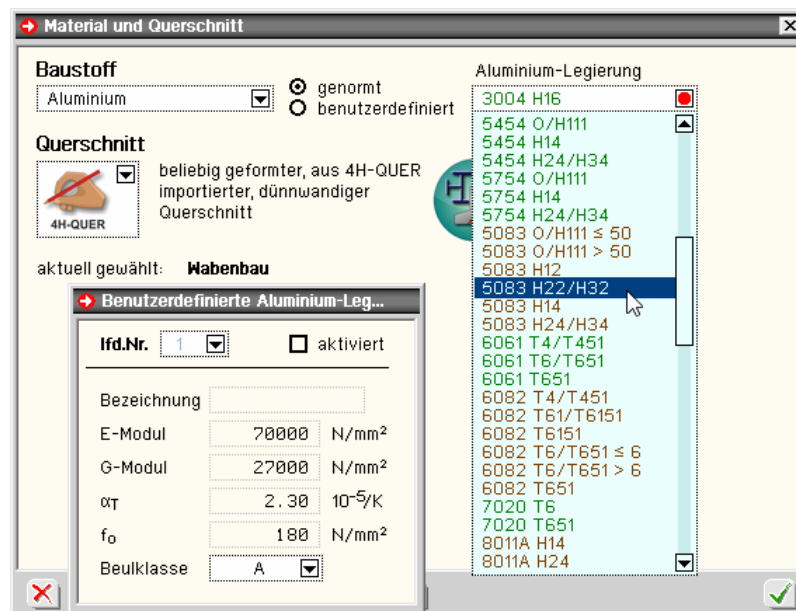 Material und Querschnitt
Baustoff
Aluminium
genormt
benutzerdefiniert
Querschnitt
4H-QUER
beliebig geformter, aus 4H-QUER
importierter, dünnwandiger
Querschnitt
aktuell gewählt: Wabenbau
Aluminium-Legierung
3004 H16
5454 O/H111
5454 H14
5454 H24/H34
5754 O/H111
5754 H14
5754 H24/H34
5083 O/H111 ≤ 50
5083 O/H111 > 50
5083 H12
5083 H22/H32
5083 H14
5083 H24/H34
6061 T4/T451
6061 T6/T651
6061 T651
6082 T4/T451
6082 T61/T6151
6082 T6151
6082 T6/T651 ≤ 6
6082 T6/T651 > 6
6082 T651
7020 T6
7020 T651
8011A H14
8011A H24
Benutzerdefinierte Aluminium-Leg...
lfd.Nr. 1 aktiviert
Bezeichnung
E-Modul 70000 N/mm²
G-Modul 27000 N/mm²
αT 2.30 10⁻⁵/K
fo 180 N/mm²
Beulklasse A